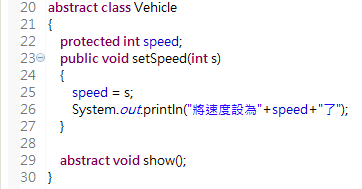 20 abstract class Vehicle
21 {
22 protected int speed;
23 public void setSpeed(int s)
24 {
25 speed = s;
26 System.out.println("將速度設為"+speed+"了");
27 }
28
29 abstract void show();
30 }